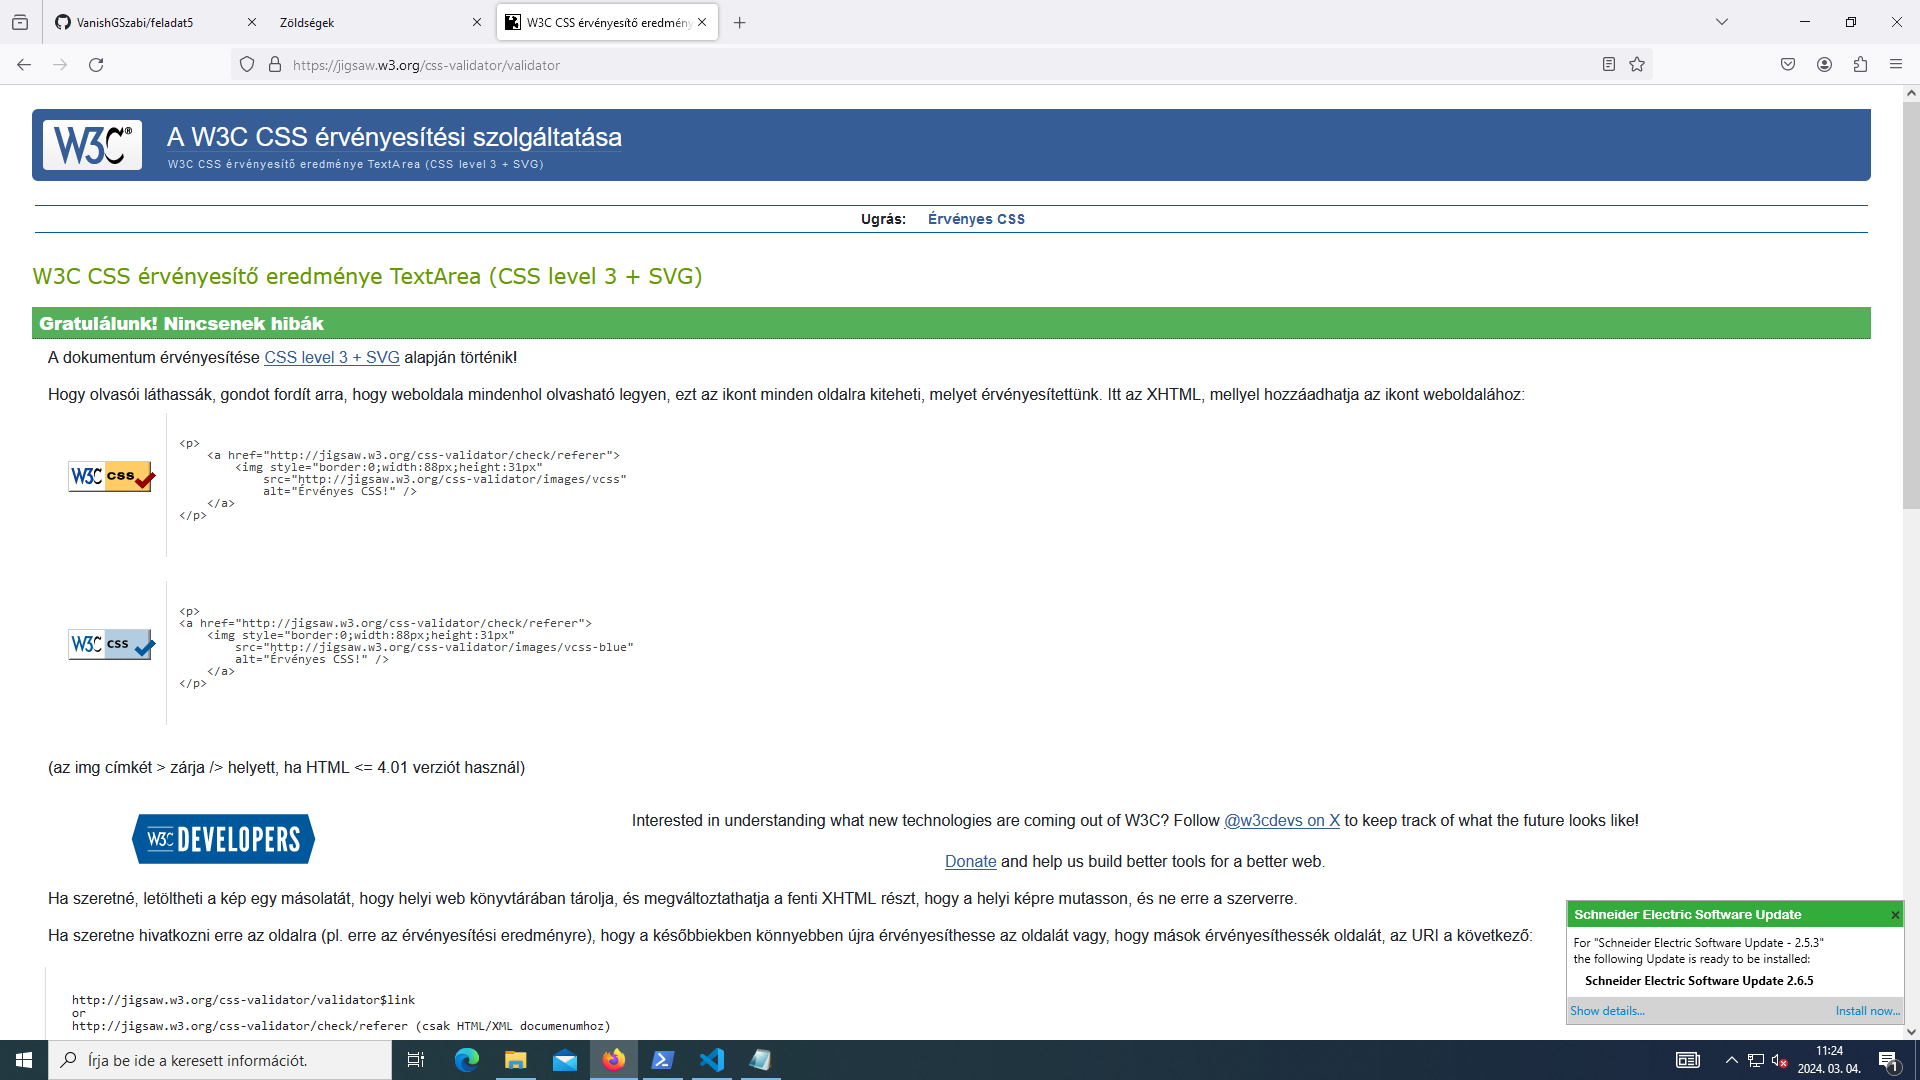 VanishGSzabi/feladat5
Zöldségek
W3C CSS érvényesítő eredmény
https://jigsaw.w3.org/css-validator/validator
W3C®
A W3C CSS érvényesítési szolgáltatása
W3C CSS érvényesítő eredménye TextArea (CSS level 3 + SVG)
Ugrás: Érvényes CSS
W3C CSS érvényesítő eredménye TextArea (CSS level 3 + SVG)
Gratulálunk! Nincsenek hibák
A dokumentum érvényesítése CSS level 3 + SVG alapján történik!
Hogy olvasói láthassák, gondot fordít arra, hogy weboldala mindenhol olvasható legyen, ezt az ikont minden oldalra kiteheti, melyet érvényesítettünk. Itt az XHTML, mellyel hozzáadhatja az ikont weboldalához:
W3C css
<p>
<a href="http://jigsaw.w3.org/css-validator/check/referer">
<img style="border:0;width:88px;height:31px"
src="http://jigsaw.w3.org/css-validator/images/vcss"
alt="Érvényes CSS!" />
</a>
</p>
W3C css
<p>
<a href="http://jigsaw.w3.org/css-validator/check/referer">
<img style="border:0;width:88px;height:31px"
src="http://jigsaw.w3.org/css-validator/images/vcss-blue"
alt="Érvényes CSS!" />
</a>
</p>
(az img címkét > zárja /> helyett, ha HTML <= 4.01 verziót használ)
W3C DEVELOPERS
Interested in understanding what new technologies are coming out of W3C? Follow @w3cdevs on X to keep track of what the future looks like!
Donate and help us build better tools for a better web.
Ha szeretné, letöltheti a kép egy másolatát, hogy helyi web könyvtárában tárolja, és megváltoztathatja a fenti XHTML részt, hogy a helyi képre mutasson, és ne erre a szerverre.
Ha szeretne hivatkozni erre az oldalra (pl. erre az érvényesítési eredményre), hogy a későbbiekben könnyebben újra érvényesíthesse az oldalát vagy, hogy mások érvényesíthessék oldalát, az URI a következő:
http://jigsaw.w3.org/css-validator/validator$link
or
http://jigsaw.w3.org/css-validator/check/referer (csak HTML/XML documenumhoz)
Schneider Electric Software Update
For "Schneider Electric Software Update - 2.5.3"
the following Update is ready to be installed:
Schneider Electric Software Update 2.6.5
Show details... Install now...
Írja be ide a keresett információt.
11:24
2024. 03. 04.
1